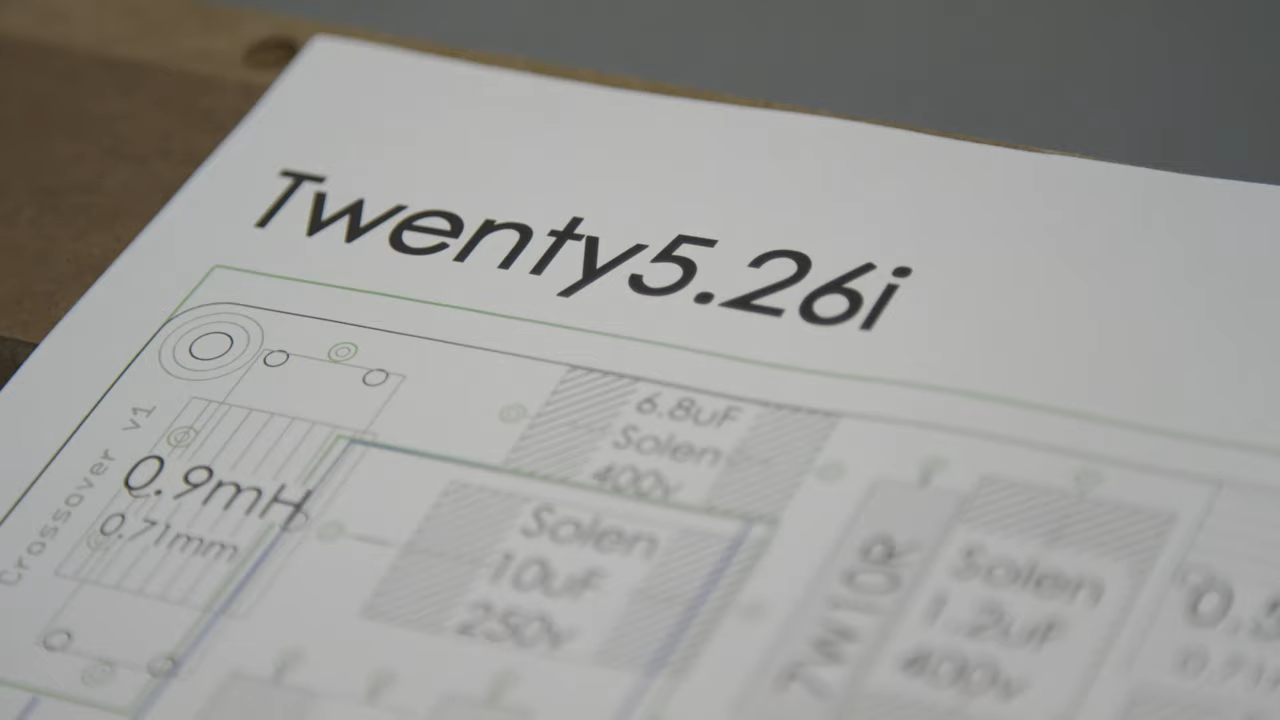 Twenty5.26i
6.8uF
Solen
400v
Crossover v1
0.9mH
0.71mm
Solen
10uF
250v
7W10R
Solen
1.2uF
400v